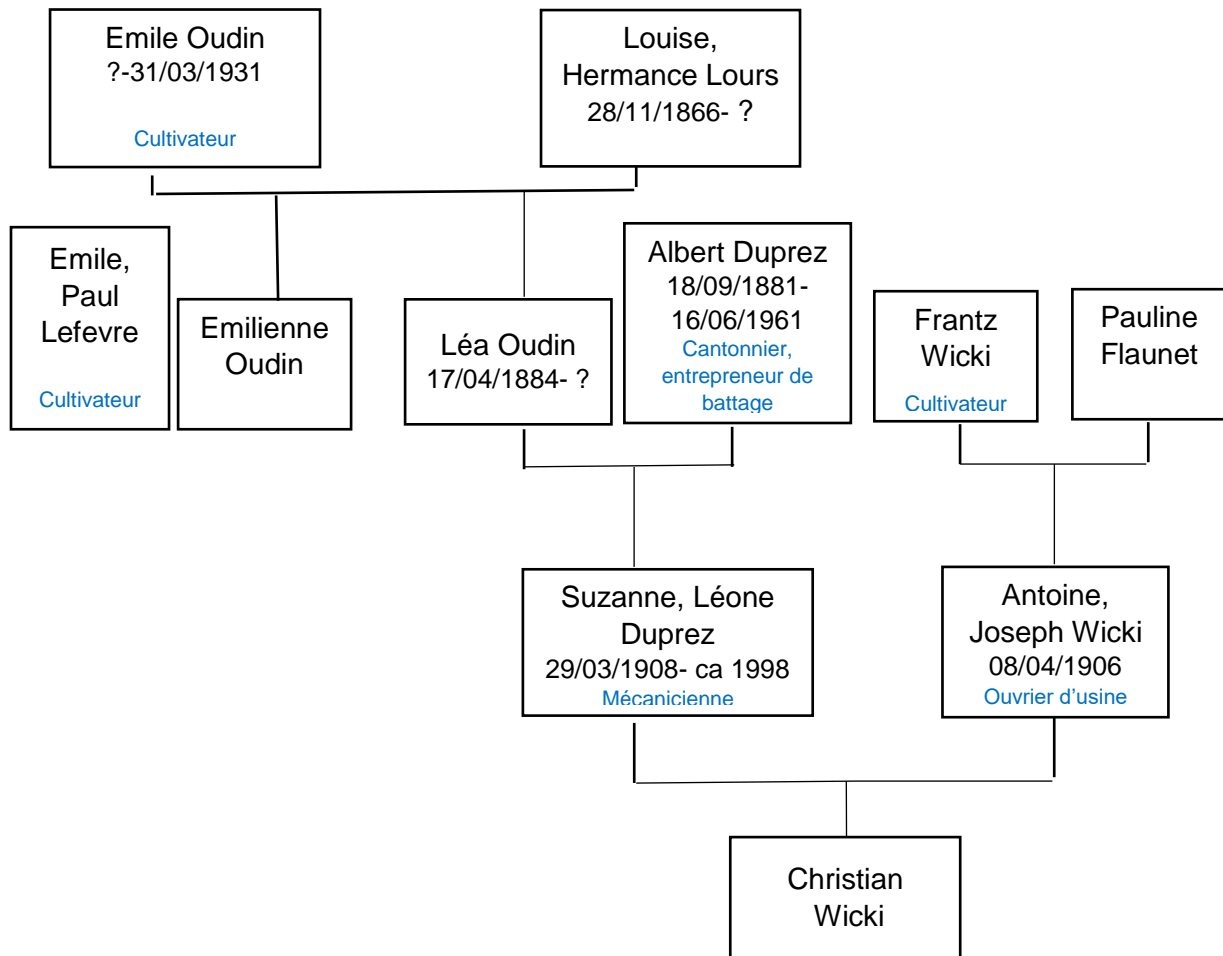 Emile Oudin
?-31/03/1931
Cultivateur
Louise,
Hermance Lours
28/11/1866- ?
Emile,
Paul
Lefevre
Cultivateur
Emilienne
Oudin
Léa Oudin
17/04/1884- ?
Albert Duprez
18/09/1881-
16/06/1961
Cantonnier,
entrepreneur de
battage
Frantz
Wicki
Cultivateur
Pauline
Flaunet
Suzanne, Léone
Duprez
29/03/1908- ca 1998
Mécanicienne
Antoine,
Joseph Wicki
08/04/1906
Ouvrier d’usine
Christian
Wicki